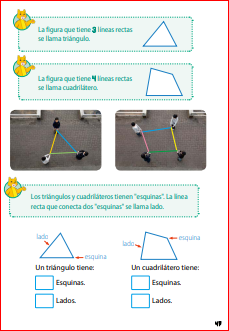 La figura que tiene 3 líneas rectas
se llama triángulo.
La figura que tiene 4 líneas rectas
se llama cuadrilátero.
Los triángulos y cuadriláteros tienen "esquinas". La línea
recta que conecta dos "esquinas" se llama lado.
lado
esquina
lado
esquina
Un triángulo tiene:
Esquinas.
Lados.
Un cuadrilátero tiene:
Esquinas.
Lados.